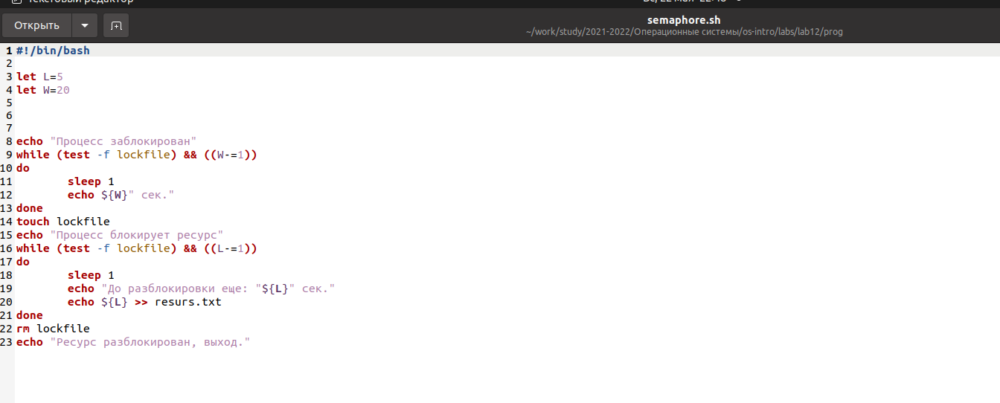 Текстовый редактор
Открыть
semaphore.sh
~/work/study/2021-2022/Операционные системы/os-intro/labs/lab12/prog
1 #!/bin/bash
2
3 let L=5
4 let W=20
5
6
7
8 echo "Процесс заблокирован"
9 while (test -f lockfile) && ((W-=1))
10 do
11 sleep 1
12 echo ${W}" сек."
13 done
14 touch lockfile
15 echo "Процесс блокирует ресурс"
16 while (test -f lockfile) && ((L-=1))
17 do
18 sleep 1
19 echo "До разблокировки еще: "${L}" сек."
20 echo ${L} >> resurs.txt
21 done
22 rm lockfile
23 echo "Ресурс разблокирован, выход."